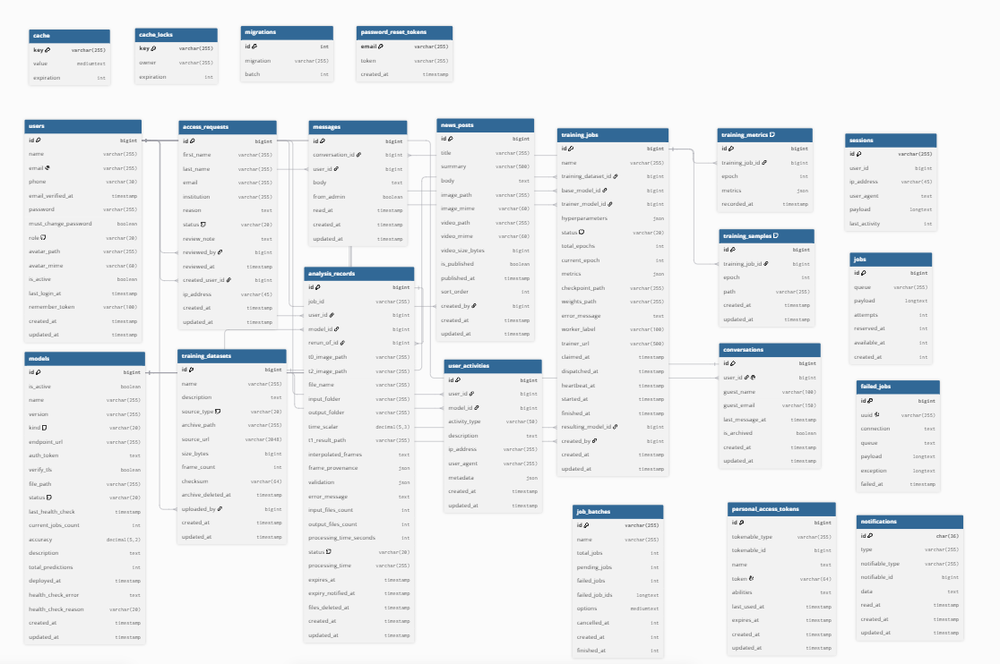 cache
key varchar(255)
value mediumtext
expiration int
cache_locks
key varchar(255)
owner varchar(255)
expiration int
migrations
id int
migration varchar(255)
batch int
password_reset_tokens
email varchar(255)
token varchar(255)
created_at timestamp
users
id bigint
name varchar(255)
email varchar(255)
phone varchar(30)
email_verified_at timestamp
password varchar(255)
must_change_password boolean
role varchar(20)
avatar_path varchar(255)
avatar_mime varchar(60)
is_active boolean
last_login_at timestamp
remember_token varchar(100)
created_at timestamp
updated_at timestamp
access_requests
id bigint
first_name varchar(255)
last_name varchar(255)
email varchar(255)
institution varchar(255)
reason text
status varchar(20)
review_note text
reviewed_by bigint
reviewed_at timestamp
created_user_id bigint
ip_address varchar(45)
created_at timestamp
updated_at timestamp
messages
id bigint
conversation_id bigint
user_id bigint
body text
from_admin boolean
read_at timestamp
created_at timestamp
updated_at timestamp
news_posts
id bigint
title varchar(255)
summary varchar(500)
body text
image_path varchar(255)
image_mime varchar(60)
video_path varchar(255)
video_mime varchar(60)
video_size_bytes bigint
is_published boolean
published_at timestamp
sort_order int
created_by bigint
created_at timestamp
updated_at timestamp
training_jobs
id bigint
name varchar(255)
training_dataset_id bigint
base_model_id bigint
trainer_model_id bigint
hyperparameters json
status varchar(20)
total_epochs int
current_epoch int
metrics json
checkpoint_path varchar(255)
weights_path varchar(255)
error_message text
worker_label varchar(100)
trainer_url varchar(500)
claimed_at timestamp
dispatched_at timestamp
heartbeat_at timestamp
started_at timestamp
finished_at timestamp
resulting_model_id bigint
created_by bigint
created_at timestamp
updated_at timestamp
training_metrics
id bigint
training_job_id bigint
epoch int
metrics json
recorded_at timestamp
sessions
id varchar(255)
user_id bigint
ip_address varchar(45)
user_agent text
payload longtext
last_activity int
training_samples
id bigint
training_job_id bigint
epoch int
path varchar(255)
created_at timestamp
updated_at timestamp
jobs
id bigint
queue varchar(255)
payload longtext
attempts int
reserved_at int
available_at int
created_at int
analysis_records
id bigint
job_id varchar(255)
user_id bigint
model_id bigint
rerun_of_id bigint
t0_image_path varchar(255)
t2_image_path varchar(255)
file_name varchar(255)
input_folder varchar(255)
output_folder varchar(255)
time_scalar decimal(5,3)
t1_result_path varchar(255)
interpolated_frames text
frame_provenance json
validation json
error_message text
input_files_count int
output_files_count int
processing_time_seconds int
status varchar(20)
processing_time varchar(255)
expires_at timestamp
expiry_notified_at timestamp
files_deleted_at timestamp
created_at timestamp
updated_at timestamp
models
id bigint
is_active boolean
name varchar(255)
version varchar(255)
kind varchar(20)
endpoint_url varchar(255)
auth_token text
verify_tls boolean
file_path varchar(255)
status varchar(20)
last_health_check timestamp
current_jobs_count int
accuracy decimal(5,2)
description text
total_predictions int
deployed_at timestamp
health_check_error text
health_check_reason varchar(20)
created_at timestamp
updated_at timestamp
training_datasets
id bigint
name varchar(255)
description text
source_type varchar(20)
archive_path varchar(255)
source_url varchar(2048)
size_bytes bigint
frame_count int
checksum varchar(64)
archive_deleted_at timestamp
uploaded_by bigint
created_at timestamp
updated_at timestamp
user_activities
id bigint
user_id bigint
model_id bigint
activity_type varchar(50)
description text
ip_address varchar(255)
user_agent varchar(255)
metadata json
created_at timestamp
updated_at timestamp
conversations
id bigint
user_id bigint
guest_name varchar(100)
guest_email varchar(150)
last_message_at timestamp
is_archived boolean
created_at timestamp
updated_at timestamp
failed_jobs
id bigint
uuid varchar(255)
connection text
queue text
payload longtext
exception longtext
failed_at timestamp
job_batches
id varchar(255)
name varchar(255)
total_jobs int
pending_jobs int
failed_jobs int
failed_job_ids longtext
options mediumtext
cancelled_at int
created_at int
finished_at int
personal_access_tokens
id bigint
tokenable_type varchar(255)
tokenable_id bigint
name text
token varchar(64)
abilities text
last_used_at timestamp
expires_at timestamp
created_at timestamp
updated_at timestamp
notifications
id char(36)
type varchar(255)
notifiable_type varchar(255)
notifiable_id bigint
data text
read_at timestamp
created_at timestamp
updated_at timestamp